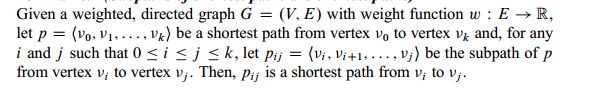 Given a weighted, directed graph G = (V, E) with weight function w : E → ℝ,
let p = ⟨v₀, v₁, . . . , vₖ⟩ be a shortest path from vertex v₀ to vertex vₖ and, for any
i and j such that 0 ≤ i ≤ j ≤ k, let pᵢⱼ = ⟨vᵢ, vᵢ₊₁, . . . , vⱼ⟩ be the subpath of p
from vertex vᵢ to vertex vⱼ. Then, pᵢⱼ is a shortest path from vᵢ to vⱼ.